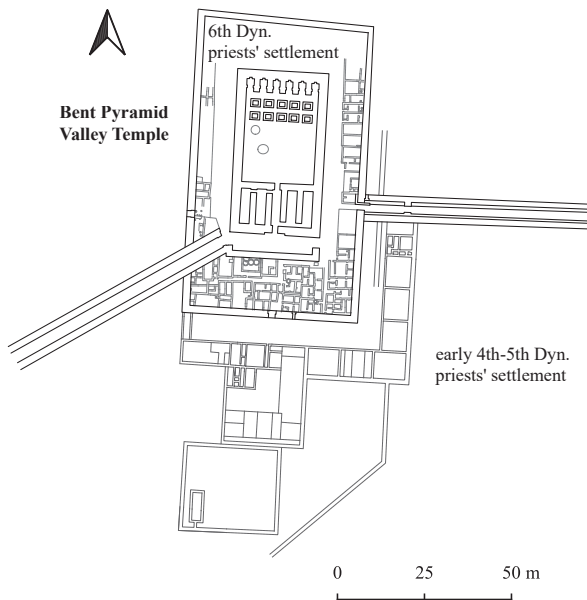 6th Dyn.
priests' settlement
Bent Pyramid
Valley Temple
early 4th-5th Dyn.
priests' settlement
0 25 50 m